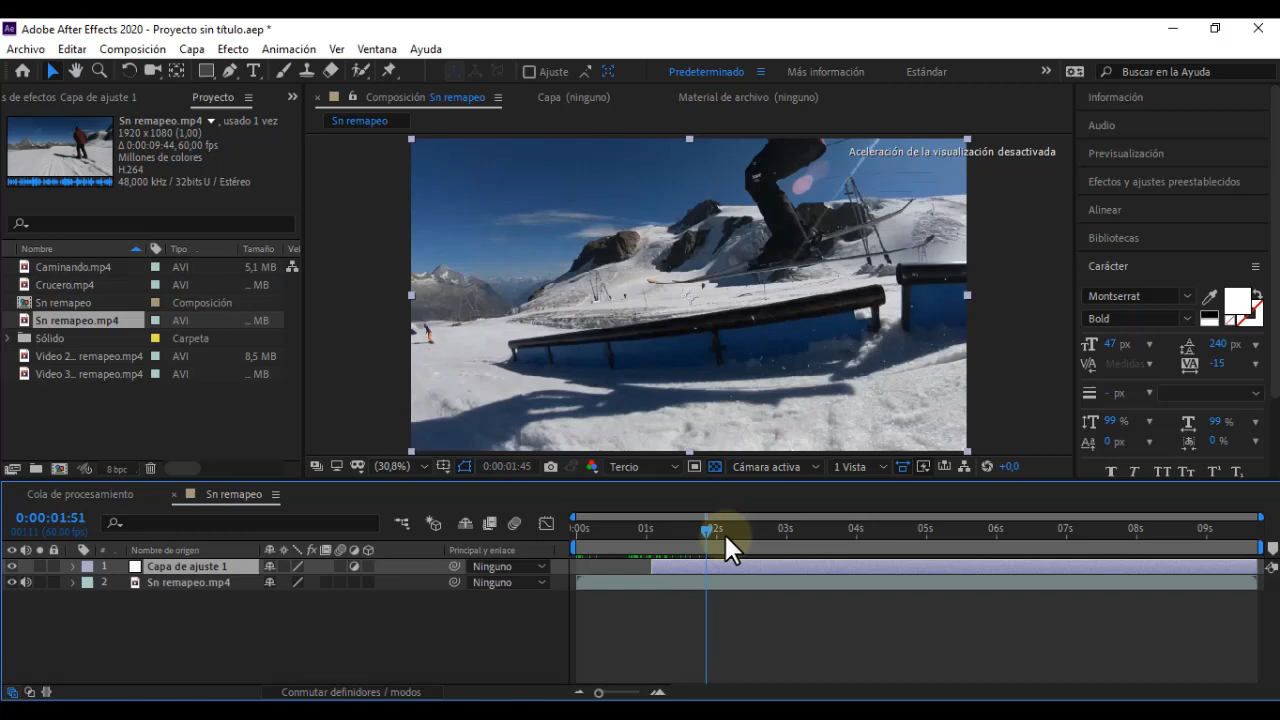 Adobe After Effects 2020 - Proyecto sin título.aep *
Archivo Editar Composición Capa Efecto Animación Ver Ventana Ayuda
Ajuste Predeterminado Más información Estándar Buscar en la Ayuda
s de efectos Capa de ajuste 1 Proyecto
Composición Sn remapeo Capa (ninguno) Material de archivo (ninguno)
Sn remapeo
Sn remapeo.mp4 , usado 1 vez
1920 x 1080 (1,00)
Δ 0:00:09:44, 60,00 fps
Millones de colores
H.264
48,000 kHz / 32bits U / Estéreo
Nombre Tipo Tamaño Vel
Caminando.mp4 AVI 5,1 MB
Crucero.mp4 AVI ... MB
Sn remapeo Composición
Sn remapeo.mp4 AVI ... MB
Sólido Carpeta
Video 2... remapeo.mp4 AVI 8,5 MB
Video 3... remapeo.mp4 AVI ... MB
8 bpc
Aceleración de la visualización desactivada
(30,8%) 0:00:01:45 Tercio Cámara activa 1 Vista +0,0
Información
Audio
Previsualización
Efectos y ajustes preestablecidos
Alinear
Bibliotecas
Carácter
Montserrat
Bold
47 px 240 px
Medidas -15
- px
99 % 99 %
0 px 0 %
T T TT Tr T¹ T₁
Cola de procesamiento Sn remapeo
0:00:01:51
00111 (60.00 fps)
# Nombre de origen fx Principal y enlace
1 Capa de ajuste 1 Ninguno
2 Sn remapeo.mp4 Ninguno
:00s 01s 02s 03s 04s 05s 06s 07s 08s 09s
Conmutar definidores / modos